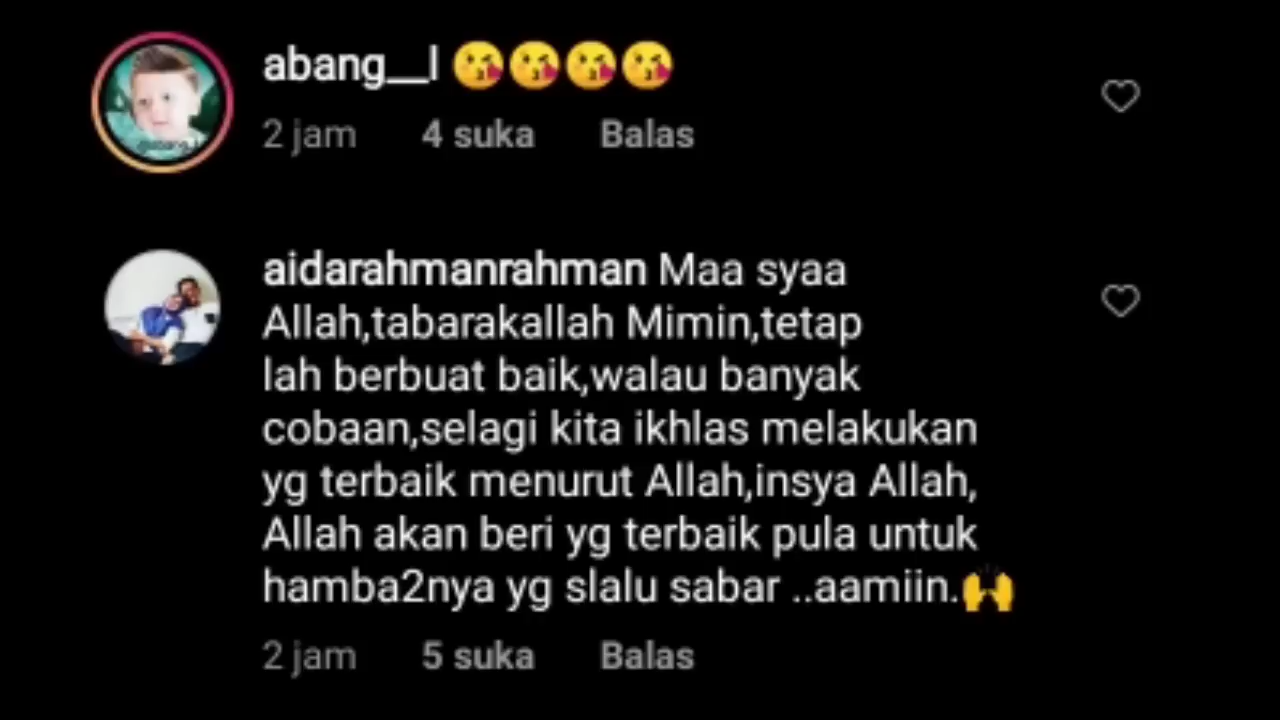 abang__l 😘😘😘😘
2 jam 4 suka Balas
aidarahmanrahman Maa syaa
Allah,tabarakallah Mimin,tetap
lah berbuat baik,walau banyak
cobaan,selagi kita ikhlas melakukan
yg terbaik menurut Allah,insya Allah,
Allah akan beri yg terbaik pula untuk
hamba2nya yg slalu sabar ..aamiin.🙌
2 jam 5 suka Balas